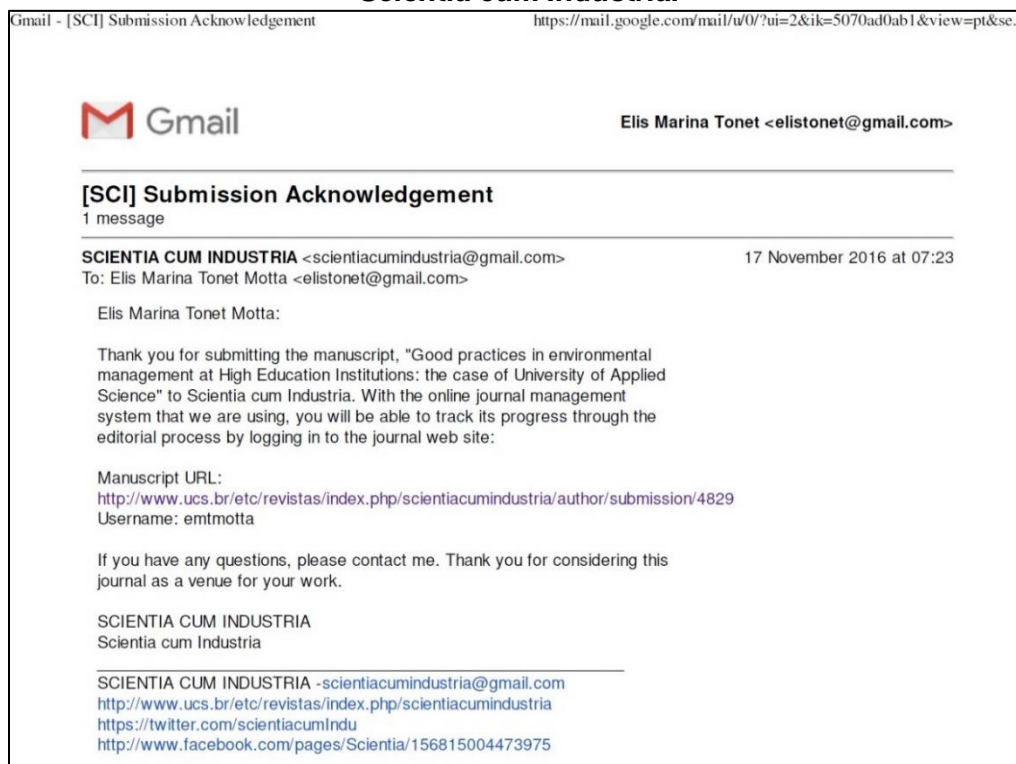 Scientia cum Industria.
Gmail - [SCI] Submission Acknowledgement https://mail.google.com/mail/u/0/?ui=2&ik=5070ad0ab1&view=pt&se.
Gmail Elis Marina Tonet <elistonet@gmail.com>
[SCI] Submission Acknowledgement
1 message
SCIENTIA CUM INDUSTRIA <scientiacumindustria@gmail.com> 17 November 2016 at 07:23
To: Elis Marina Tonet Motta <elistonet@gmail.com>
Elis Marina Tonet Motta:
Thank you for submitting the manuscript, "Good practices in environmental
management at High Education Institutions: the case of University of Applied
Science" to Scientia cum Industria. With the online journal management
system that we are using, you will be able to track its progress through the
editorial process by logging in to the journal web site:
Manuscript URL:
http://www.ucs.br/etc/revistas/index.php/scientiacumindustria/author/submission/4829
Username: emtmotta
If you have any questions, please contact me. Thank you for considering this
journal as a venue for your work.
SCIENTIA CUM INDUSTRIA
Scientia cum Industria
SCIENTIA CUM INDUSTRIA -scientiacumindustria@gmail.com
http://www.ucs.br/etc/revistas/index.php/scientiacumindustria
https://twitter.com/scientiacumIndu
http://www.facebook.com/pages/Scientia/156815004473975